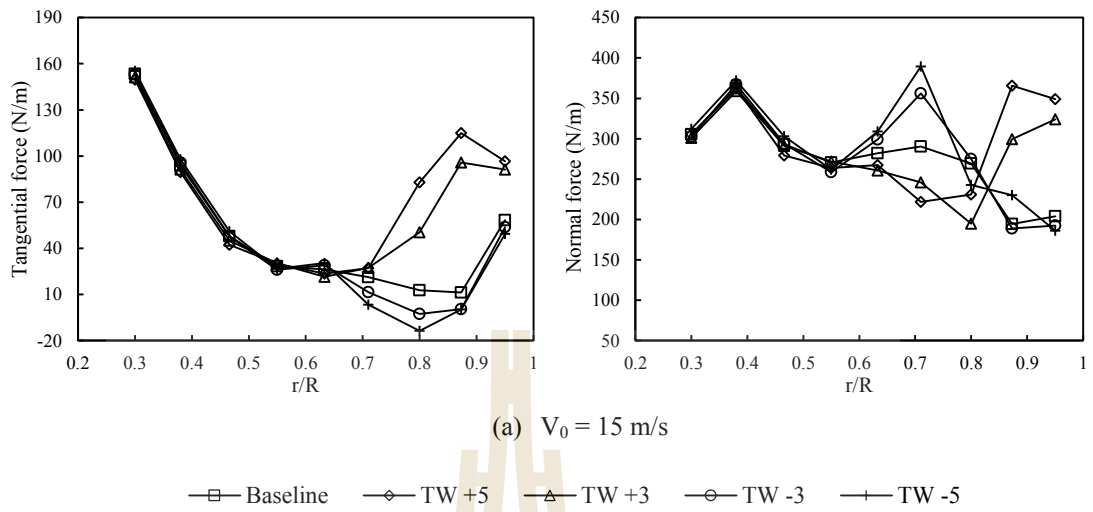 190
160
130
100
70
40
10
-20
0.2 0.3 0.4 0.5 0.6 0.7 0.8 0.9 1
Tangential force (N/m)
r/R
450
400
350
300
250
200
150
100
50
0.2 0.3 0.4 0.5 0.6 0.7 0.8 0.9 1
Normal force (N/m)
r/R
(a) V₀ = 15 m/s
Baseline TW +5 TW +3 TW -3 TW -5